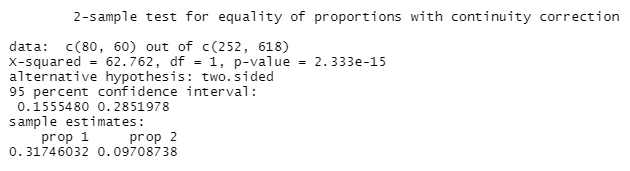 2-sample test for equality of proportions with continuity correction
data:  c(80, 60) out of c(252, 618)
X-squared = 62.762, df = 1, p-value = 2.333e-15
alternative hypothesis: two.sided
95 percent confidence interval:
 0.1555480 0.2851978
sample estimates:
    prop 1     prop 2
0.31746032 0.09708738